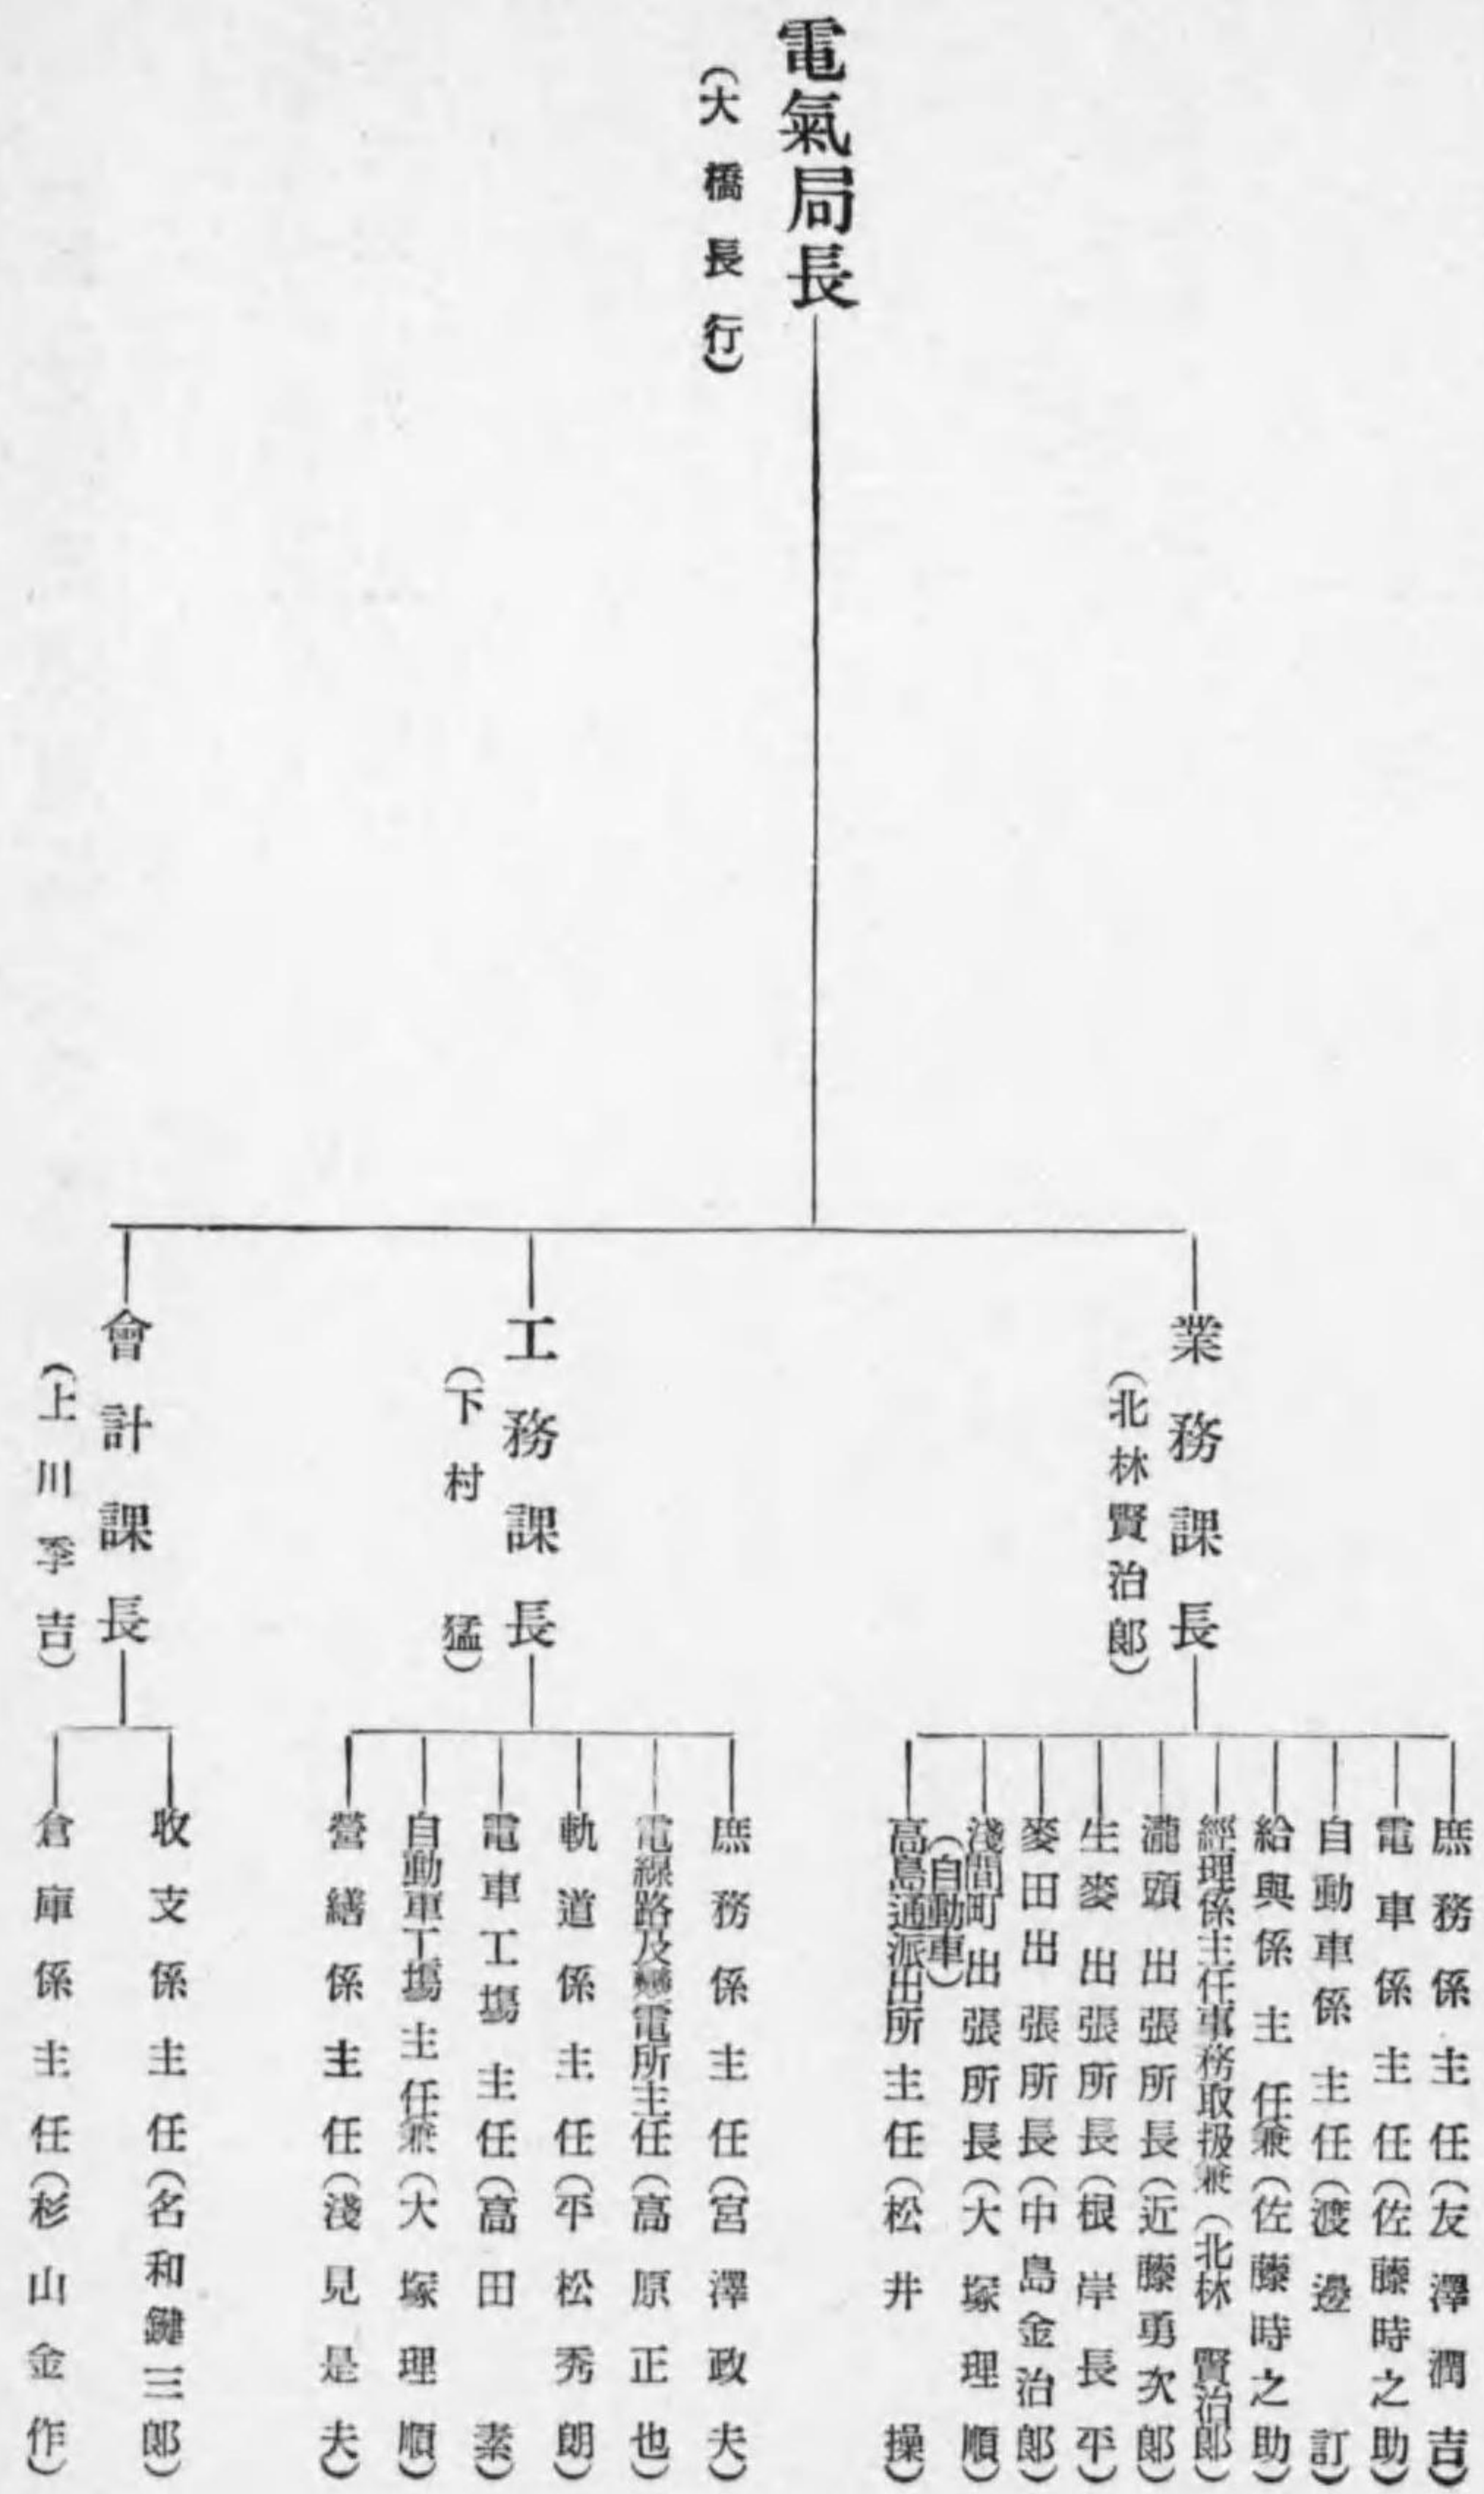 電氣局長
（大橋長行）
業務課長
（北林賢治郎）
庶務係主任（友澤潤吉）
電車係主任（佐藤時之助）
自動車係主任（渡邊訂）
給與係主任兼（佐藤時之助）
經理係主任事務取扱兼（北林賢治郎）
瀧頭出張所長（近藤勇次郎）
生麥出張所長（根岸長平）
麥田出張所長（中島金治郎）
淺間町出張所長（大塚理順）
（自動車）
高島通派出所主任（松井操）
工務課長
（下村猛）
庶務係主任（宮澤政夫）
電線路及變電所主任（高原正也）
軌道係主任（平松秀朗）
電車工場主任（高田素）
自動車工場主任兼（大塚理順）
營繕係主任（淺見是夫）
會計課長
（上川季吉）
收支係主任（名和鍵三郎）
倉庫係主任（杉山金作）